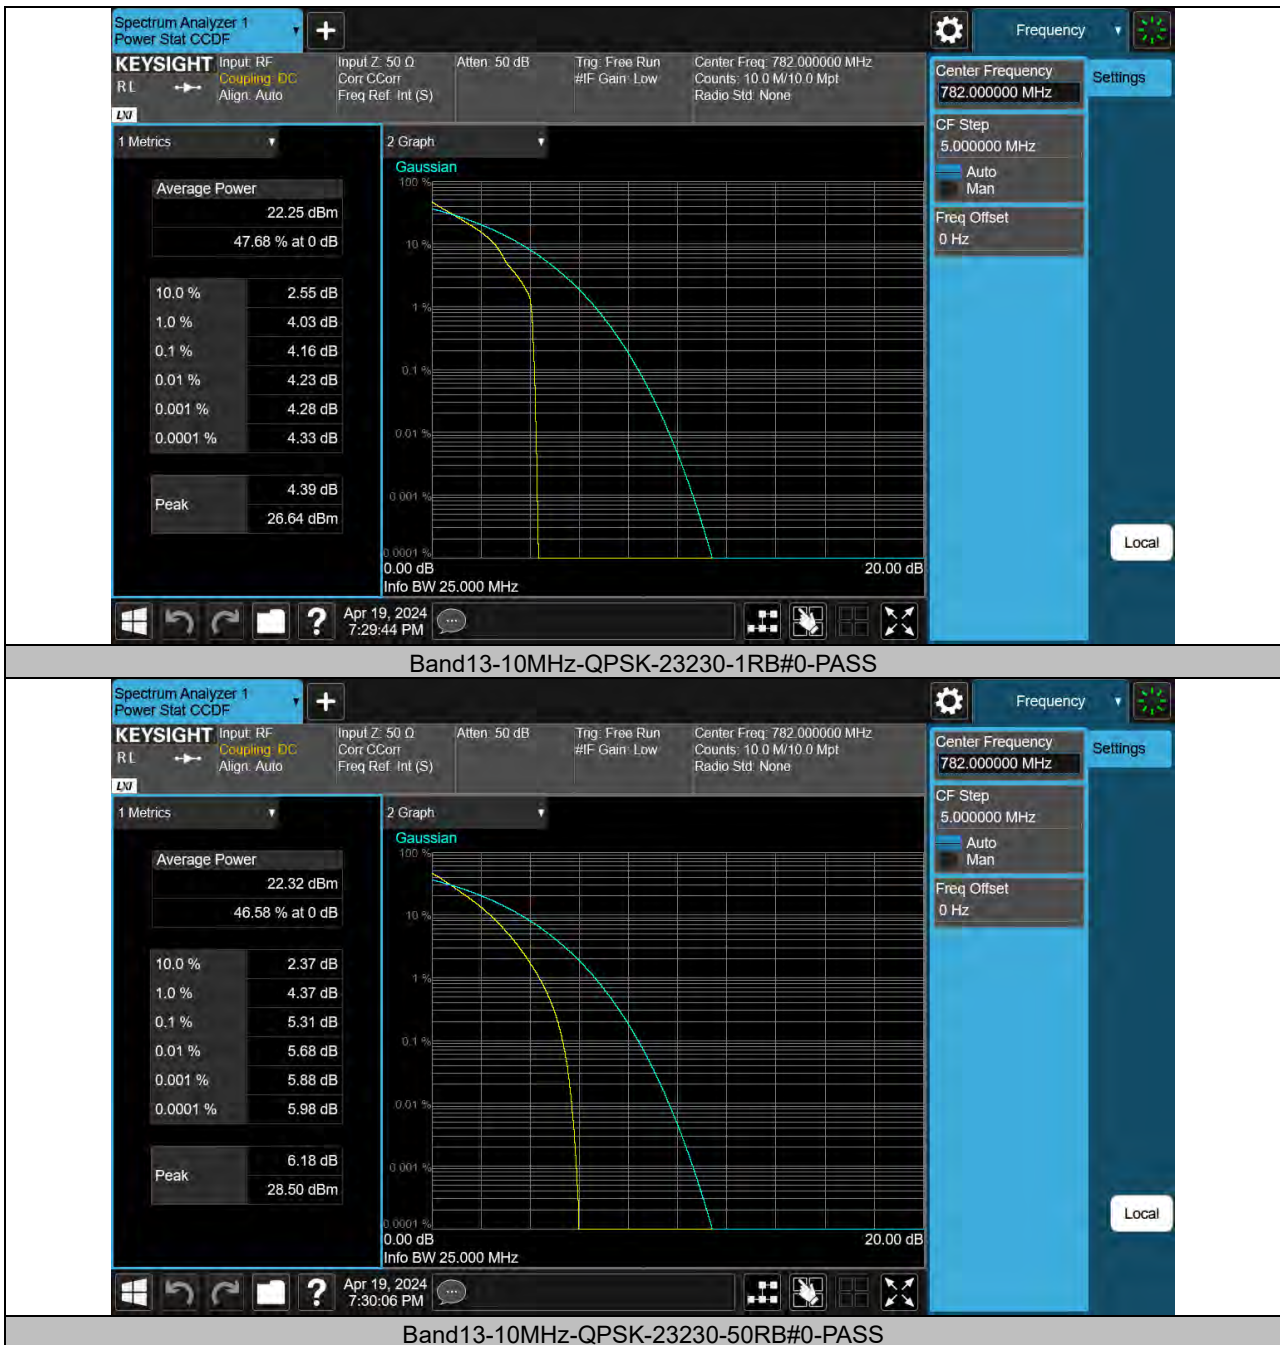 Spectrum Analyzer 1
Power Stat CCDF
Frequency
KEYSIGHT
RL
LXI
Input: RF
Coupling: DC
Align: Auto
Input Z: 50 Ω
Corr CCorr
Freq Ref: Int (S)
Atten: 50 dB
Trig: Free Run
#IF Gain: Low
Center Freq: 782.000000 MHz
Counts: 10.0 M/10.0 Mpt
Radio Std: None
Center Frequency
782.000000 MHz
Settings
CF Step
5.000000 MHz
Auto
Man
Freq Offset
0 Hz
Local
1 Metrics
Average Power
22.25 dBm
47.68 % at 0 dB
10.0 % 2.55 dB
1.0 % 4.03 dB
0.1 % 4.16 dB
0.01 % 4.23 dB
0.001 % 4.28 dB
0.0001 % 4.33 dB
Peak
4.39 dB
26.64 dBm
2 Graph
Gaussian
100 %
10 %
1 %
0.1 %
0.01 %
0.001 %
0.0001 %
0.00 dB
20.00 dB
Info BW 25.000 MHz
?
Apr 19, 2024
7:29:44 PM
Band13-10MHz-QPSK-23230-1RB#0-PASS
Spectrum Analyzer 1
Power Stat CCDF
Frequency
KEYSIGHT
RL
LXI
Input: RF
Coupling: DC
Align: Auto
Input Z: 50 Ω
Corr CCorr
Freq Ref: Int (S)
Atten: 50 dB
Trig: Free Run
#IF Gain: Low
Center Freq: 782.000000 MHz
Counts: 10.0 M/10.0 Mpt
Radio Std: None
Center Frequency
782.000000 MHz
Settings
CF Step
5.000000 MHz
Auto
Man
Freq Offset
0 Hz
Local
1 Metrics
Average Power
22.32 dBm
46.58 % at 0 dB
10.0 % 2.37 dB
1.0 % 4.37 dB
0.1 % 5.31 dB
0.01 % 5.68 dB
0.001 % 5.88 dB
0.0001 % 5.98 dB
Peak
6.18 dB
28.50 dBm
2 Graph
Gaussian
100 %
10 %
1 %
0.1 %
0.01 %
0.001 %
0.0001 %
0.00 dB
20.00 dB
Info BW 25.000 MHz
?
Apr 19, 2024
7:30:06 PM
Band13-10MHz-QPSK-23230-50RB#0-PASS